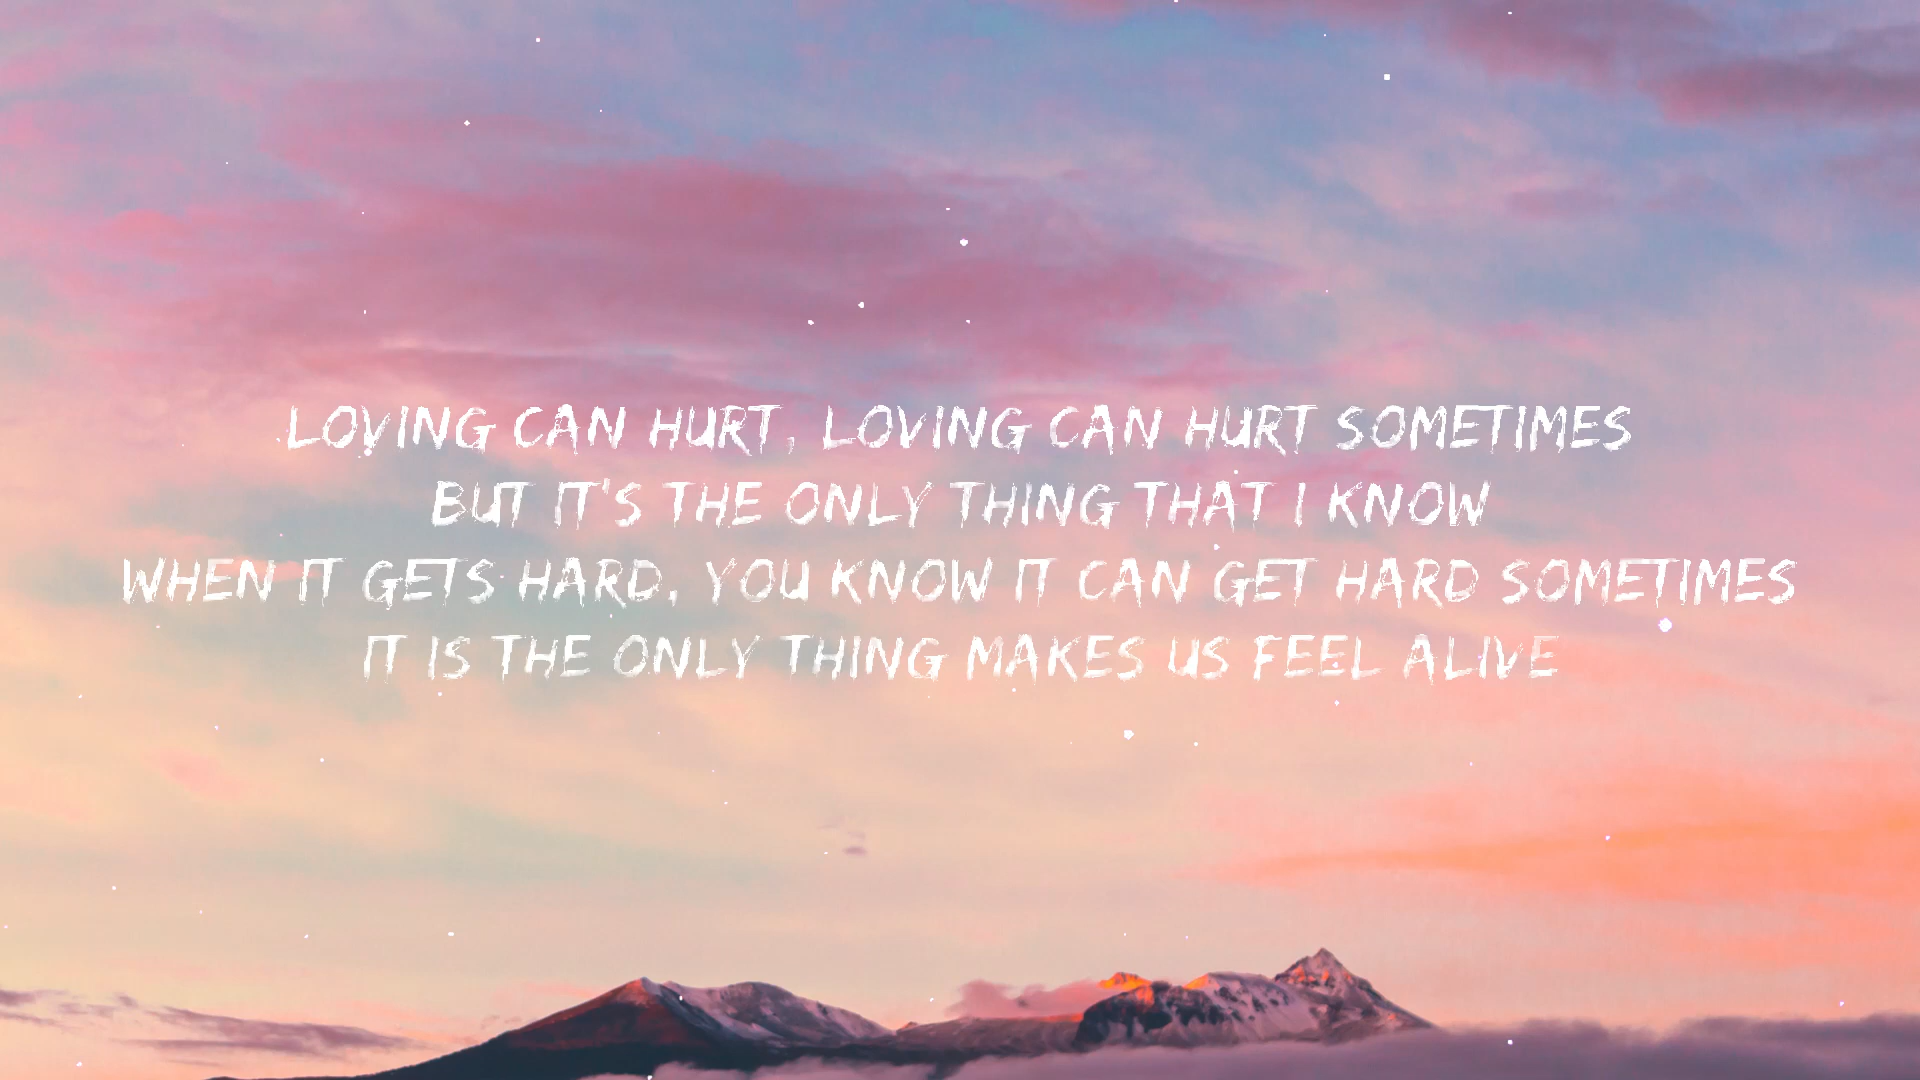 LOVING CAN HURT, LOVING CAN HURT SOMETIMES
BUT IT'S THE ONLY THING THAT I KNOW
WHEN IT GETS HARD, YOU KNOW IT CAN GET HARD SOMETIMES
IT IS THE ONLY THING MAKES US FEEL ALIVE